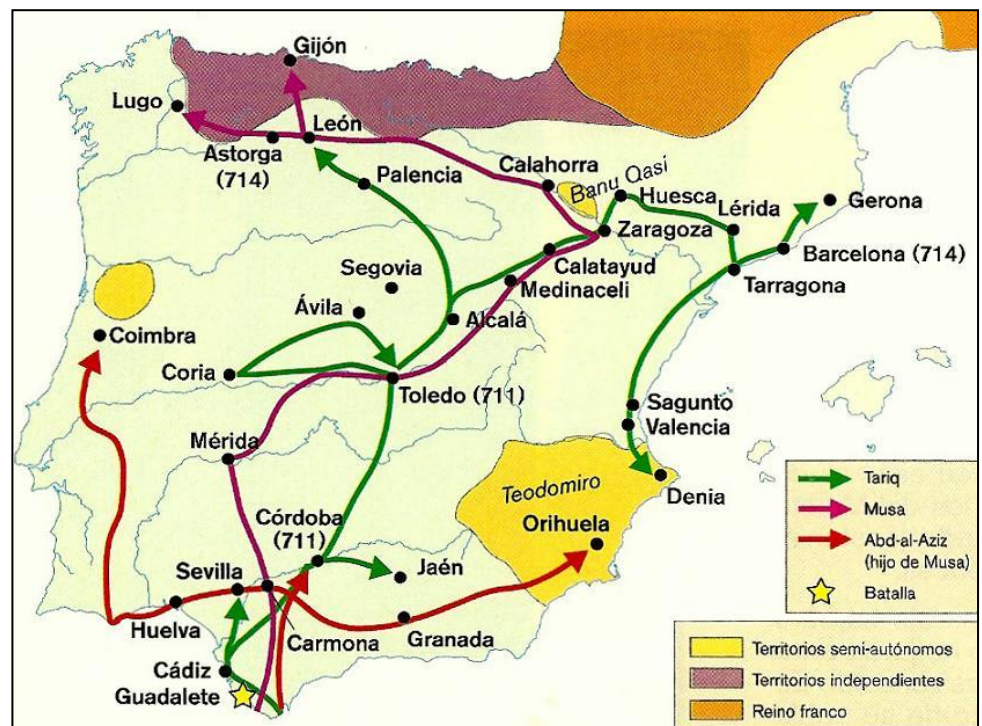 Gijón
Lugo
León
Astorga
(714)
Palencia
Calahorra
Banu Qasi
Huesca
Lérida
Gerona
Zaragoza
Barcelona (714)
Tarragona
Calatayud
Medinaceli
Segovia
Ávila
Alcalá
Coimbra
Coria
Toledo (711)
Sagunto
Valencia
Mérida
Denia
Teodomiro
Orihuela
Córdoba
(711)
Jaén
Sevilla
Huelva
Carmona
Granada
Cádiz
Guadalete
Tariq
Musa
Abd-al-Aziz
(hijo de Musa)
Batalla
Territorios semi-autónomos
Territorios independientes
Reino franco